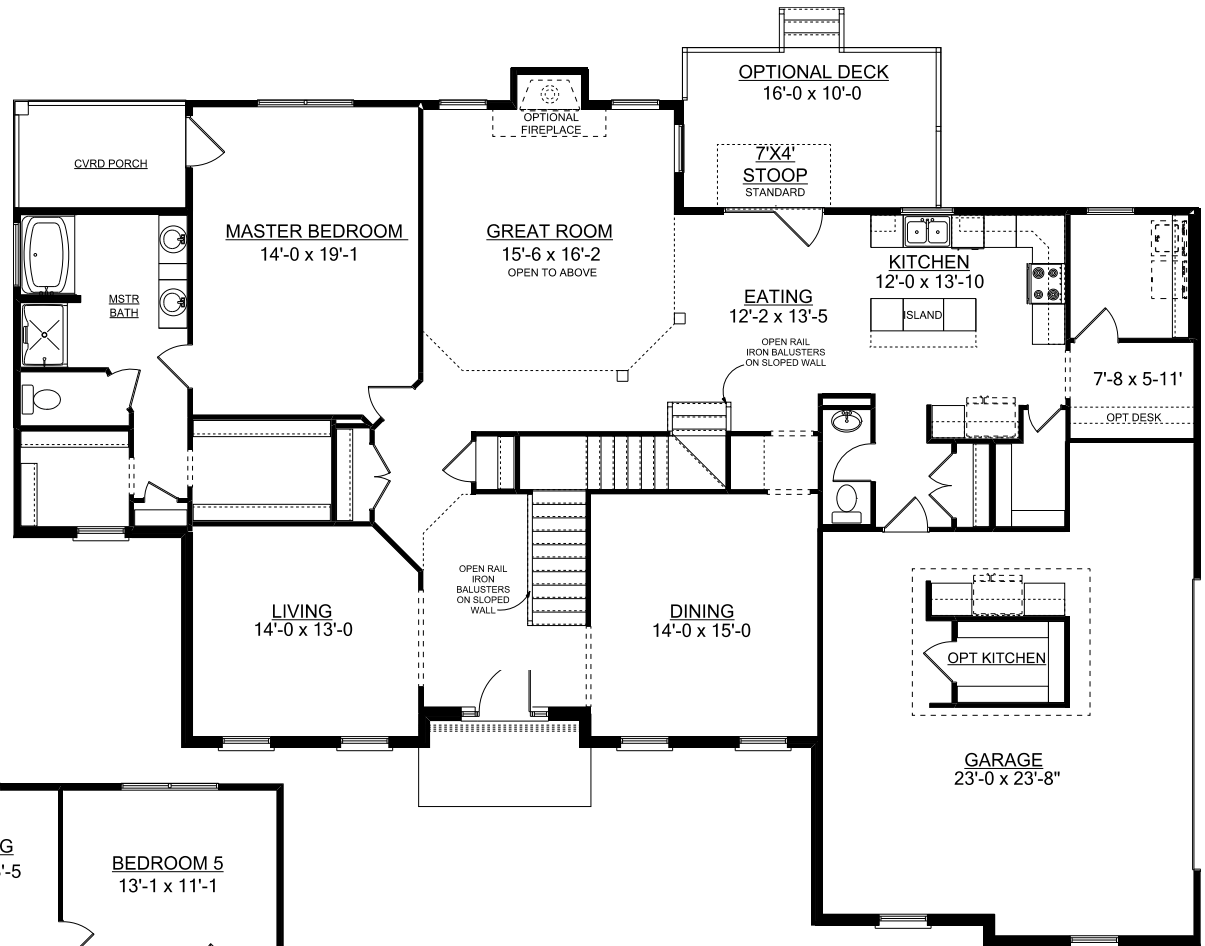 OPTIONAL DECK
16'-0 x 10'-0
OPTIONAL
FIREPLACE
CVRD PORCH
7'X4'
STOOP
STANDARD
MASTER BEDROOM
14'-0 x 19'-1
GREAT ROOM
15'-6 x 16'-2
OPEN TO ABOVE
KITCHEN
12'-0 x 13'-10
MSTR
BATH
EATING
12'-2 x 13'-5
ISLAND
OPEN RAIL
IRON BALUSTERS
ON SLOPED WALL
7'-8 x 5-11'
OPT DESK
OPEN RAIL
IRON
BALUSTERS
ON SLOPED
WALL
LIVING
14'-0 x 13'-0
DINING
14'-0 x 15'-0
OPT KITCHEN
GARAGE
23'-0 x 23'-8"
G
'-5
BEDROOM 5
13'-1 x 11'-1